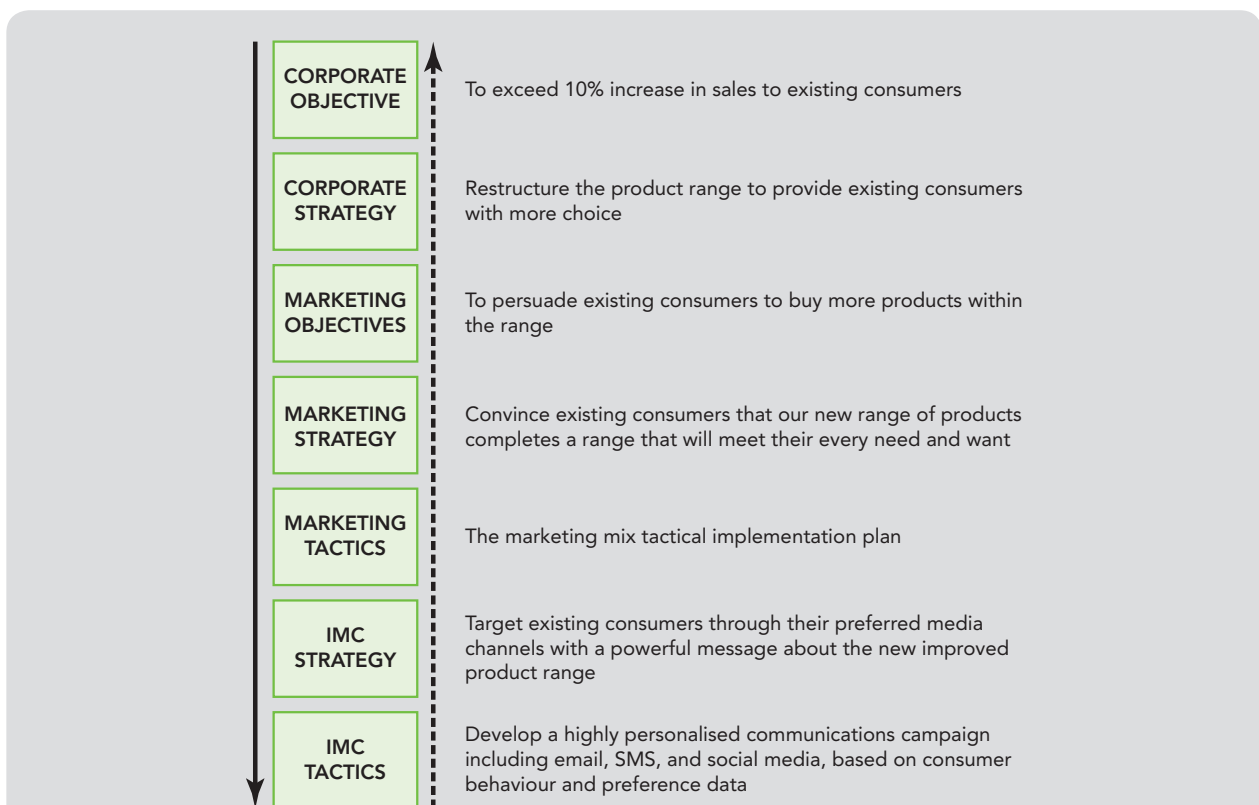 CORPORATE
OBJECTIVE
To exceed 10% increase in sales to existing consumers
CORPORATE
STRATEGY
Restructure the product range to provide existing consumers
with more choice
MARKETING
OBJECTIVES
To persuade existing consumers to buy more products within
the range
MARKETING
STRATEGY
Convince existing consumers that our new range of products
completes a range that will meet their every need and want
MARKETING
TACTICS
The marketing mix tactical implementation plan
IMC
STRATEGY
Target existing consumers through their preferred media
channels with a powerful message about the new improved
product range
IMC
TACTICS
Develop a highly personalised communications campaign
including email, SMS, and social media, based on consumer
behaviour and preference data